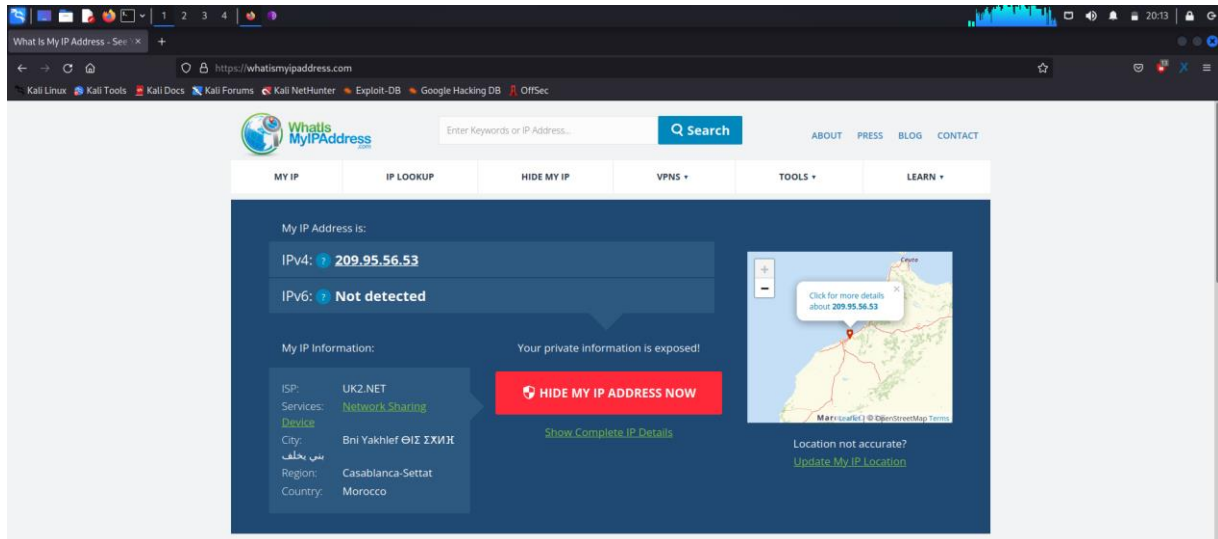 1 2 3 4
20:13
What Is My IP Address - See
https://whatismyipaddress.com
Kali Linux Kali Tools Kali Docs Kali Forums Kali NetHunter Exploit-DB Google Hacking DB OffSec
WhatIs
MyIPAddress
.com
Enter Keywords or IP Address...
Search
ABOUT PRESS BLOG CONTACT
MY IP IP LOOKUP HIDE MY IP VPNS TOOLS LEARN
My IP Address is:
IPv4: ? 209.95.56.53
IPv6: ? Not detected
My IP Information:
ISP: UK2.NET
Services: Network Sharing
Device
City: Bni Yakhlef ⴱⵏⵉ ⵉⵅⵍⴼ
بني يخلف
Region: Casablanca-Settat
Country: Morocco
Your private information is exposed!
HIDE MY IP ADDRESS NOW
Show Complete IP Details
+
−
Click for more details
about 209.95.56.53
×
Leaflet | © OpenStreetMap Terms
Location not accurate?
Update My IP Location